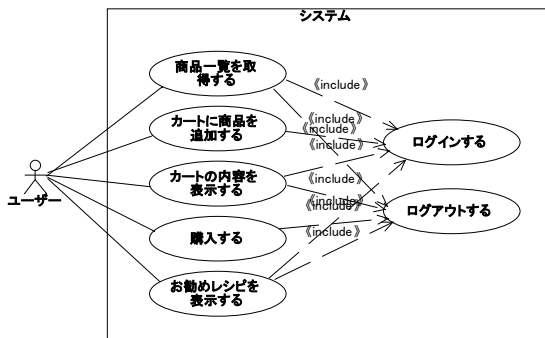 システム
商品一覧を取
得する
《include》
カートに商品を
追加する
《include》
《include》
ログインする
《include》
カートの内容を
表示する
《include》
ユーザー
《include》
《include》
《include》
ログアウトする
購入する
《include》
お勧めレシピを
表示する